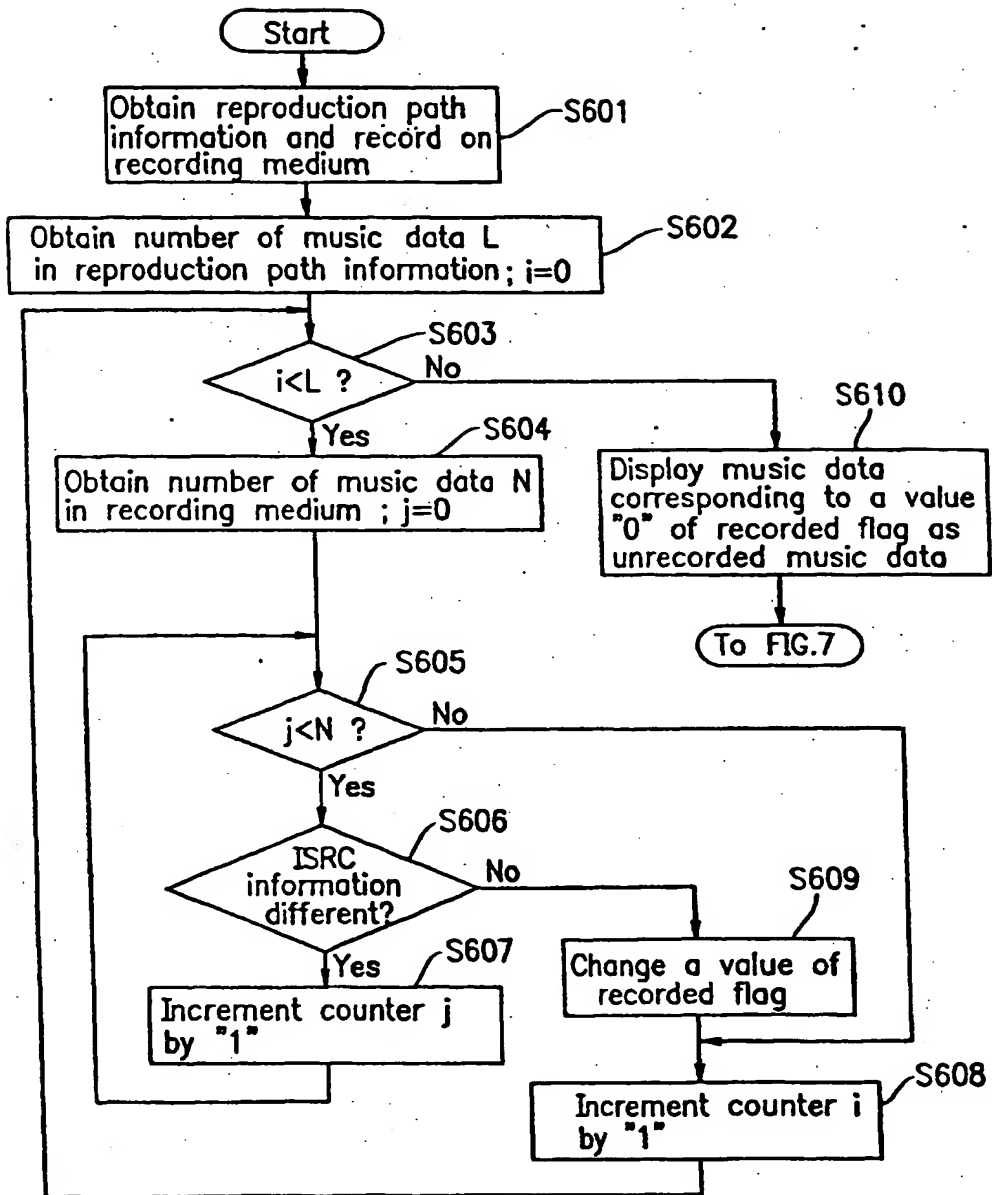 Start
Obtain reproduction path
information and record on
recording medium
S601
Obtain number of music data L
in reproduction path information; i=0
S602
S603
i<L ?
No
Yes
S604
Obtain number of music data N
in recording medium ; j=0
S610
Display music data
corresponding to a value
"0" of recorded flag as
unrecorded music data
To FIG.7
S605
j<N ?
No
Yes
S606
ISRC
information
different?
No
Yes
S607
Increment counter j
by "1"
S609
Change a value of
recorded flag
S608
Increment counter i
by "1"